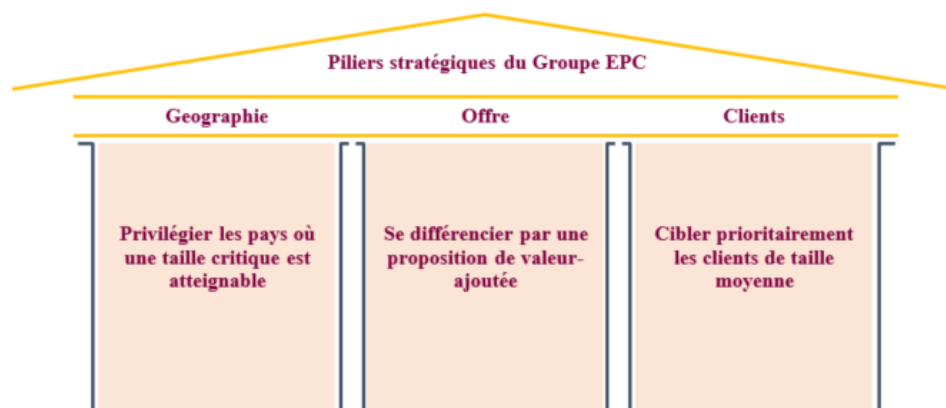 Piliers stratégiques du Groupe EPC
Geographie
Offre
Clients
Privilégier les pays où
une taille critique est
atteignable
Se différencier par une
proposition de valeur-
ajoutée
Cibler prioritairement
les clients de taille
moyenne